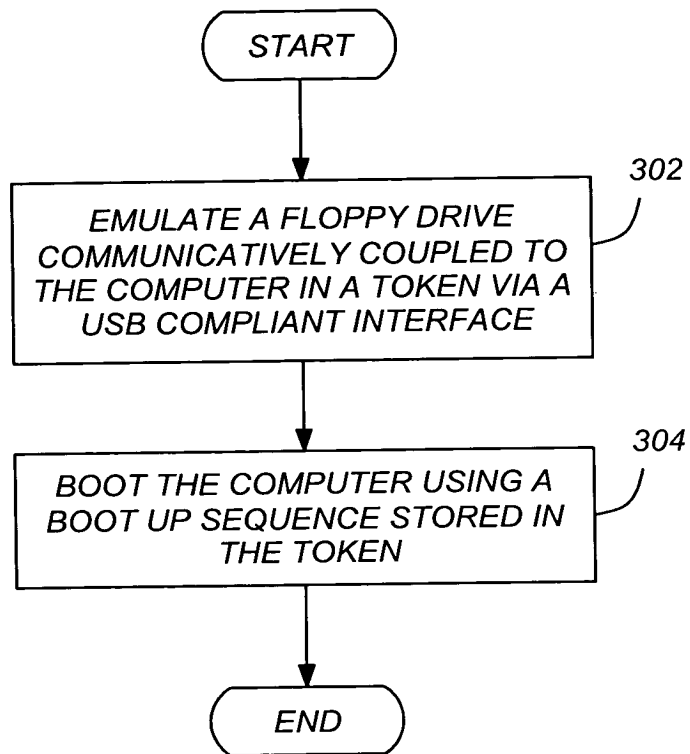 START
302
EMULATE A FLOPPY DRIVE
COMMUNICATIVELY COUPLED TO
THE COMPUTER IN A TOKEN VIA A
USB COMPLIANT INTERFACE
304
BOOT THE COMPUTER USING A
BOOT UP SEQUENCE STORED IN
THE TOKEN
END